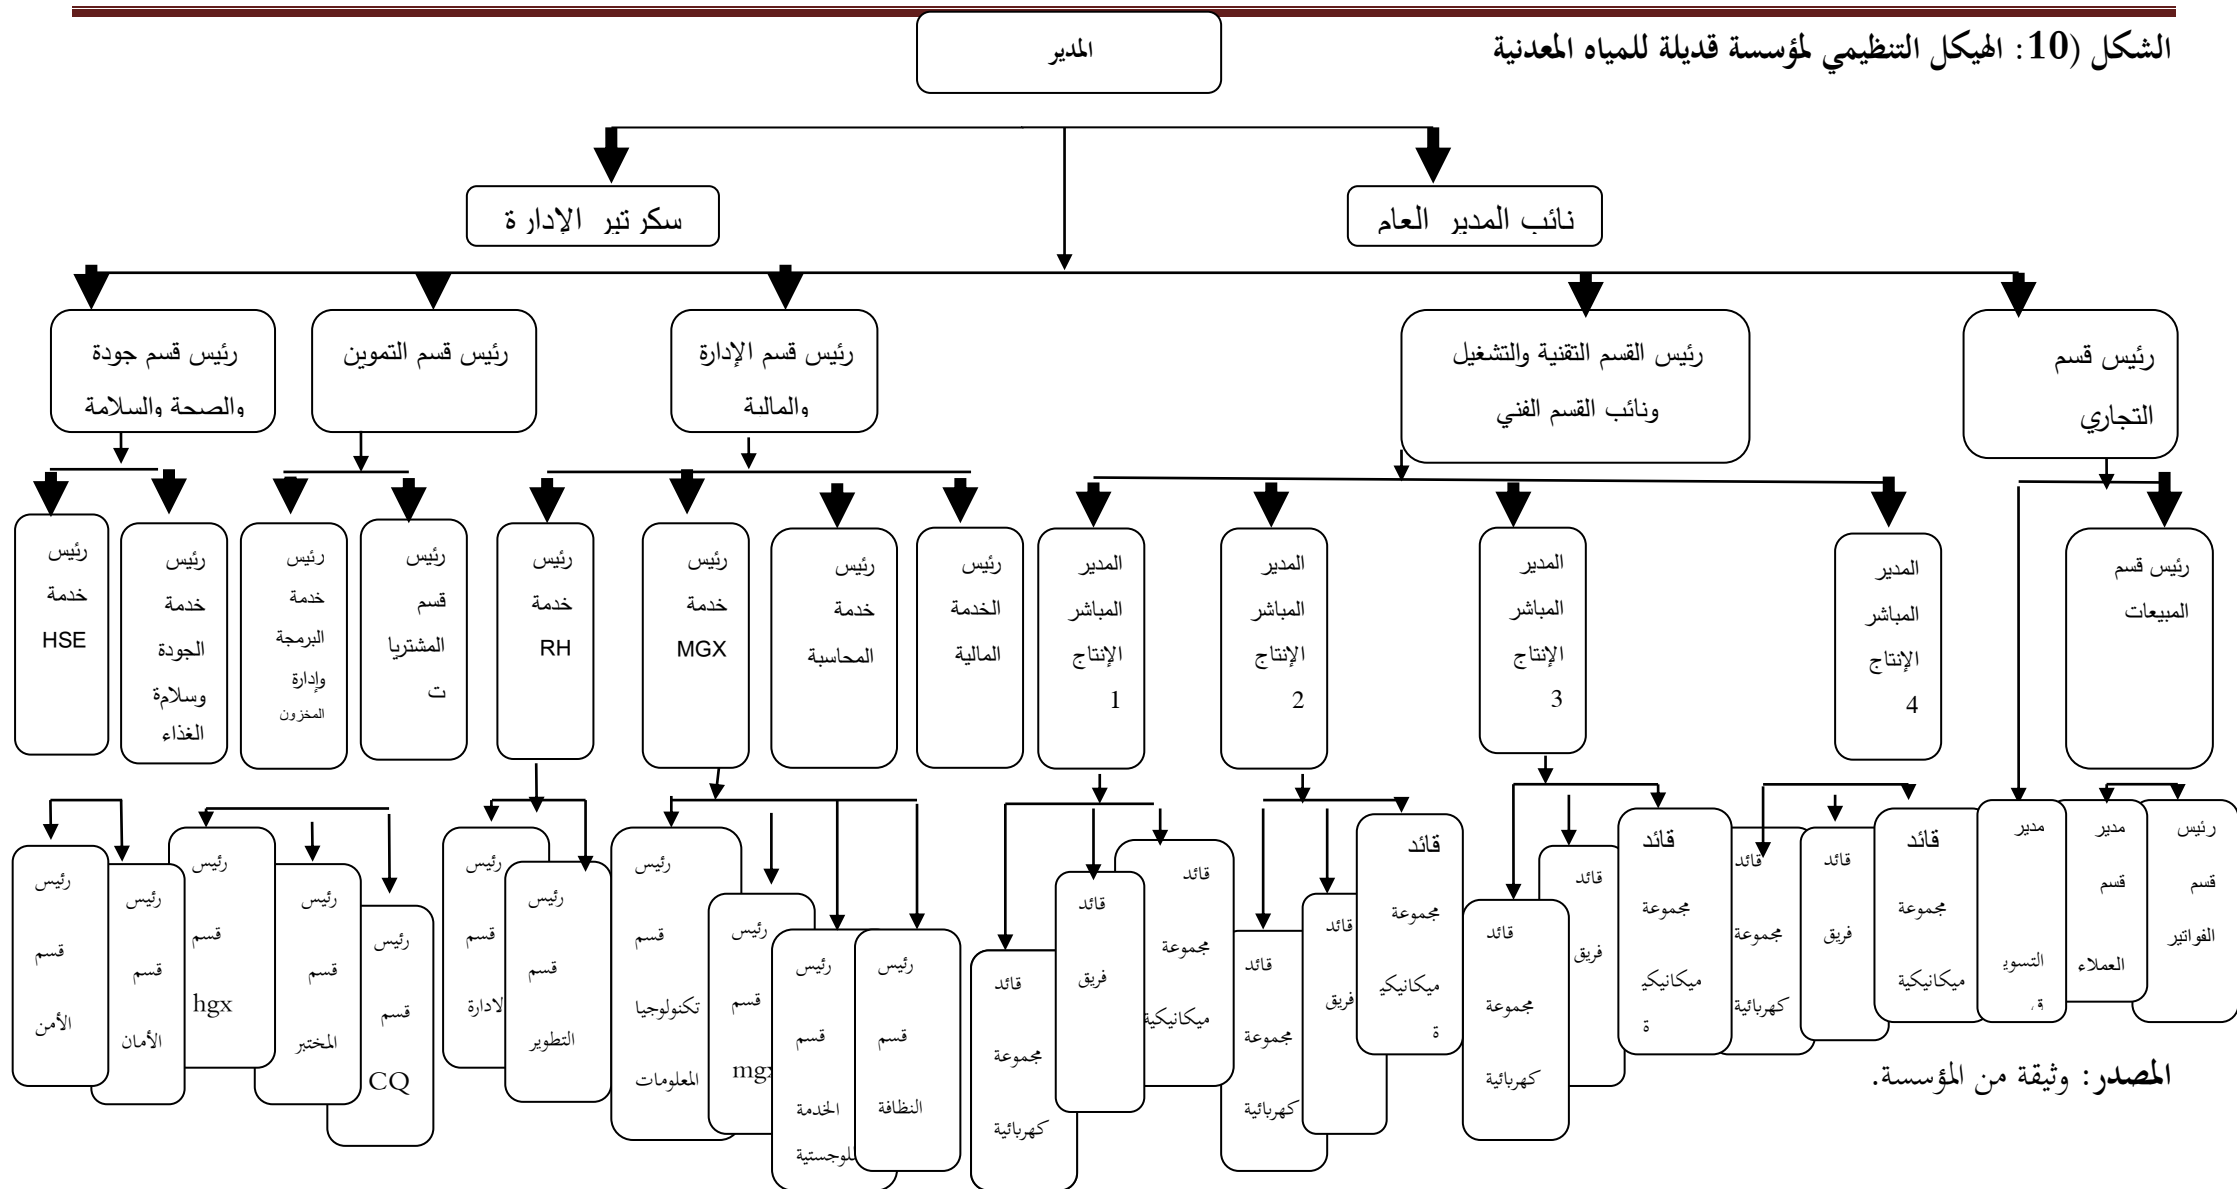 الشكل (10: الهيكل التنظيمي لمؤسسة قديلة للمياه المعدنية
المدير
نائب المدير العام
سكرتير الإدارة
رئيس قسم
التجاري
رئيس القسم التقنية والتشغيل
ونائب القسم الفني
رئيس قسم الإدارة
والمالية
رئيس قسم التموين
رئيس قسم جودة
والصحة والسلامة
رئيس قسم
المبيعات
المدير
المباشر
الإنتاج
4
المدير
المباشر
الإنتاج
3
المدير
المباشر
الإنتاج
2
المدير
المباشر
الإنتاج
1
رئيس
الخدمة
المالية
رئيس
خدمة
المحاسبة
رئيس
خدمة
MGX
رئيس
خدمة
RH
رئيس
قسم
المشتريا
ت
رئيس
خدمة
البرمجة
وإدارة
المخزون
رئيس
خدمة
الجودة
وسلامة
الغذاء
رئيس
خدمة
HSE
رئيس
قسم
الفواتير
مدير
قسم
العملاء
مدير
التسوي
ق
قائد
مجموعة
ميكانيكية
قائد
فريق
قائد
مجموعة
كهربائية
قائد
مجموعة
ميكانيكي
ة
قائد
فريق
قائد
مجموعة
كهربائية
قائد
مجموعة
ميكانيكي
ة
قائد
فريق
قائد
مجموعة
كهربائية
قائد
مجموعة
ميكانيكية
قائد
فريق
قائد
مجموعة
كهربائية
رئيس
قسم
النظافة
رئيس
قسم
الخدمة
للوجستية
رئيس
قسم
mgx
رئيس
قسم
تكنولوجيا
المعلومات
رئيس
قسم
التطوير
رئيس
قسم
الادارة
رئيس
قسم
CQ
رئيس
قسم
المختبر
رئيس
قسم
hgx
رئيس
قسم
الأمان
رئيس
قسم
الأمن
المصدر: وثيقة من المؤسسة.